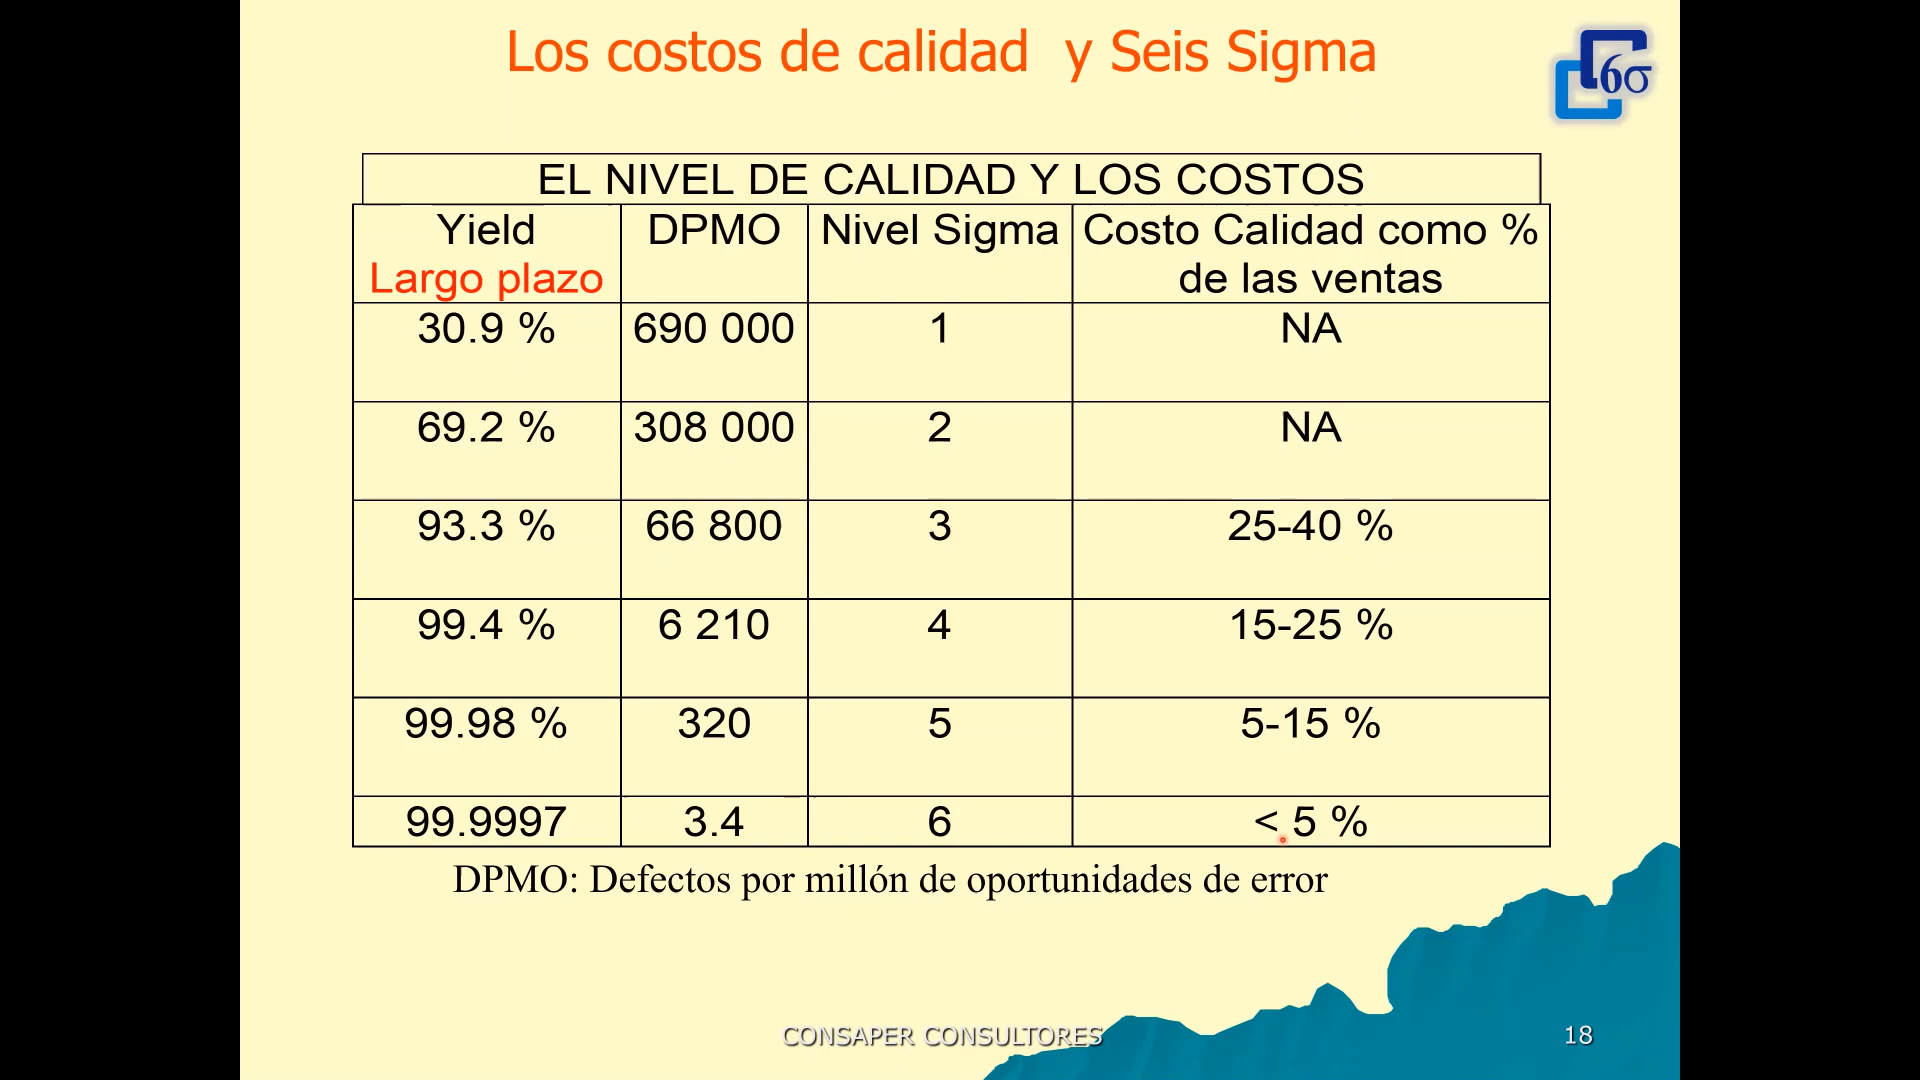 Los costos de calidad y Seis Sigma
6σ
EL NIVEL DE CALIDAD Y LOS COSTOS
Yield DPMO Nivel Sigma Costo Calidad como %
Largo plazo de las ventas
30.9 % 690 000 1 NA
69.2 % 308 000 2 NA
93.3 % 66 800 3 25-40 %
99.4 % 6 210 4 15-25 %
99.98 % 320 5 5-15 %
99.9997 3.4 6 < 5 %
DPMO: Defectos por millón de oportunidades de error
CONSAPER CONSULTORES
18